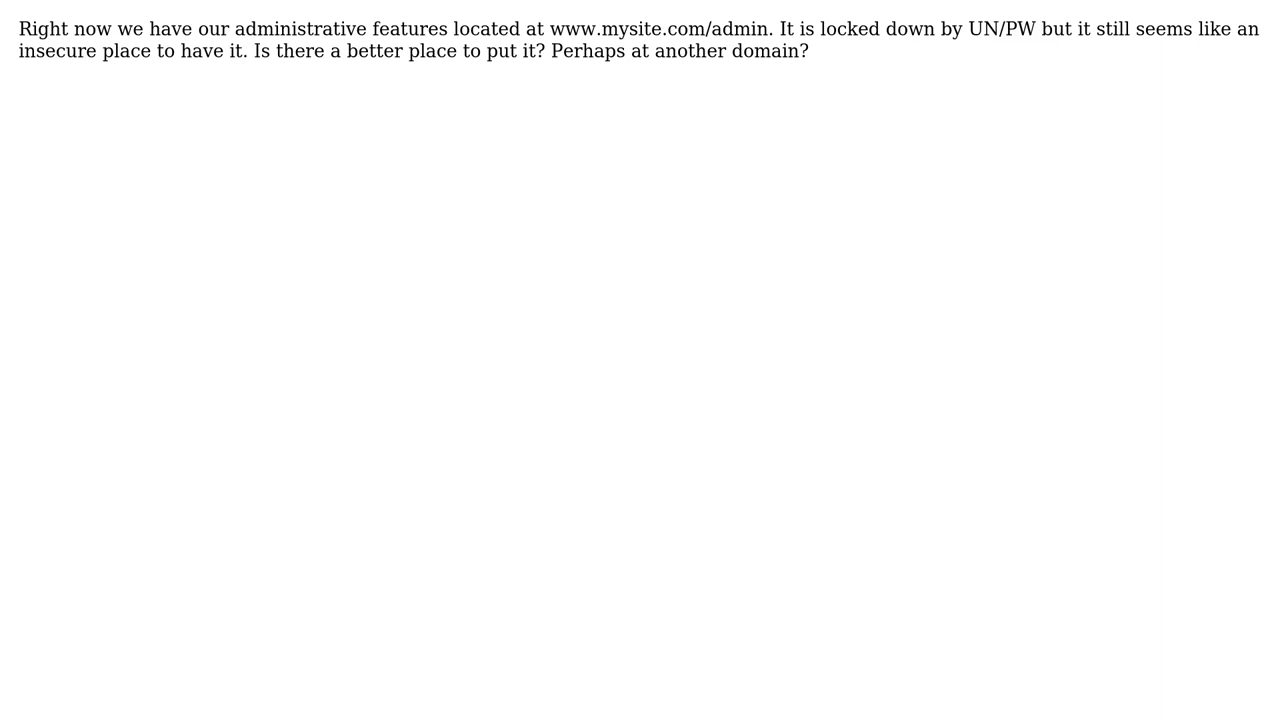 Right now we have our administrative features located at www.mysite.com/admin. It is locked down by UN/PW but it still seems like an
insecure place to have it. Is there a better place to put it? Perhaps at another domain?